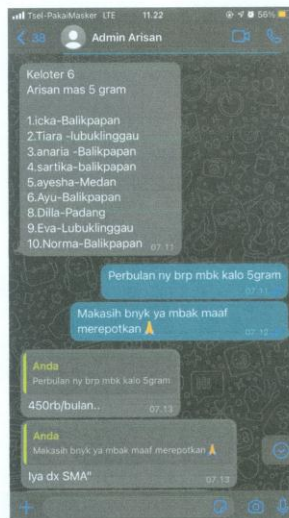 Tsel-PakaiMasker LTE 11.22 56%
38 Admin Arisan
Keloter 6
Arisan mas 5 gram
1.icka-Balikpapan
2.Tiara -lubuklinggau
3.anaria -Balikpapan
4.sartika-balikpapan
5.ayesha-Medan
6.Ayu-Balikpapan
8.Dilla-Padang
9.Eva-Lubuklinggau
10.Norma-Balikpapan 07.11
Perbulan ny brp mbk kalo 5gram
07.11
Makasih bnyk ya mbak maaf
merepotkan 🙏 07.12
Anda
Perbulan ny brp mbk kalo 5gram
450rb/bulan.. 07.13
Anda
Makasih bnyk ya mbak maaf merepotkan 🙏
Iya dx SMA" 07.13